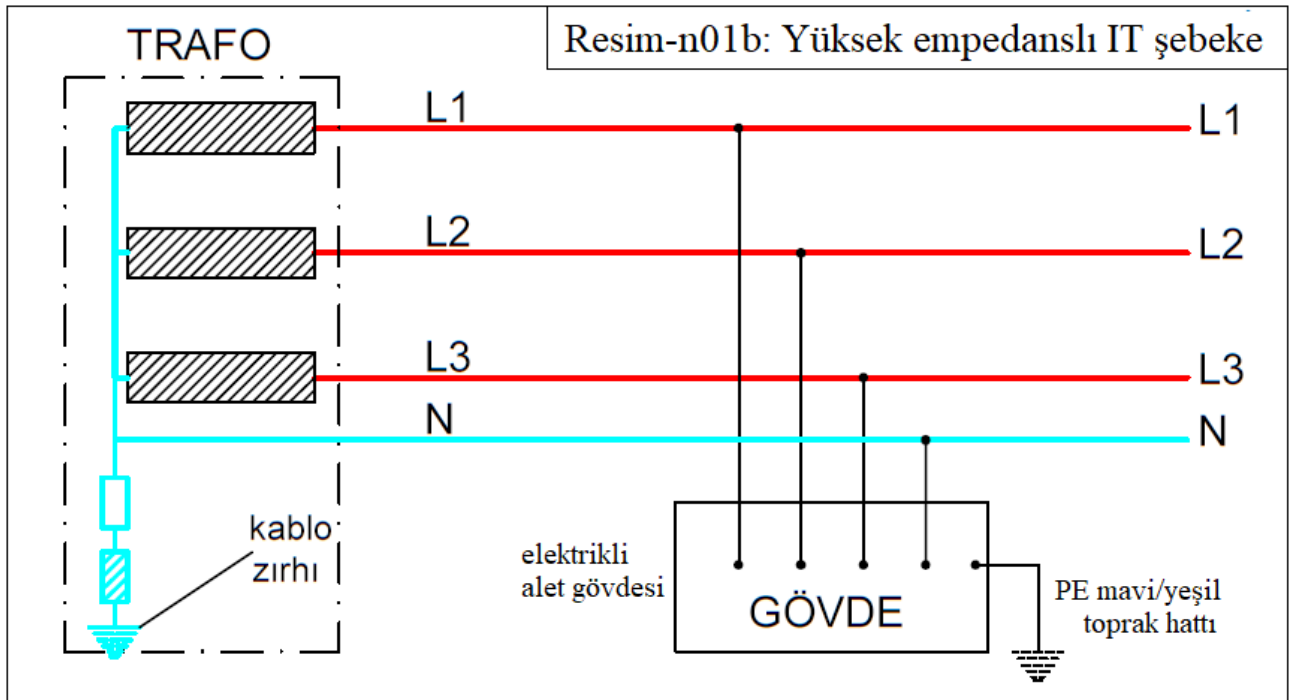 TRAFO
Resim-n01b: Yüksek empedanslı IT şebeke
L1
L1
L2
L2
L3
L3
N
N
kablo
zırhı
elektrikli
alet gövdesi
GÖVDE
PE mavi/yeşil
toprak hattı